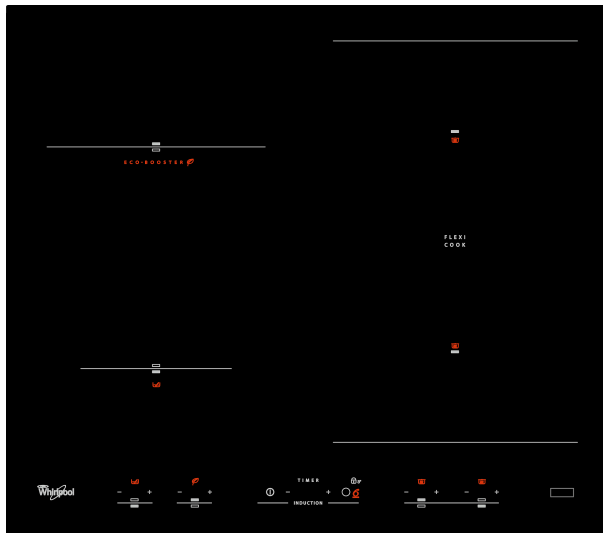 ECO-BOOSTER
FLEXI
COOK
Whirlpool
TIMER
- + - + - + - + - +
INDUCTION